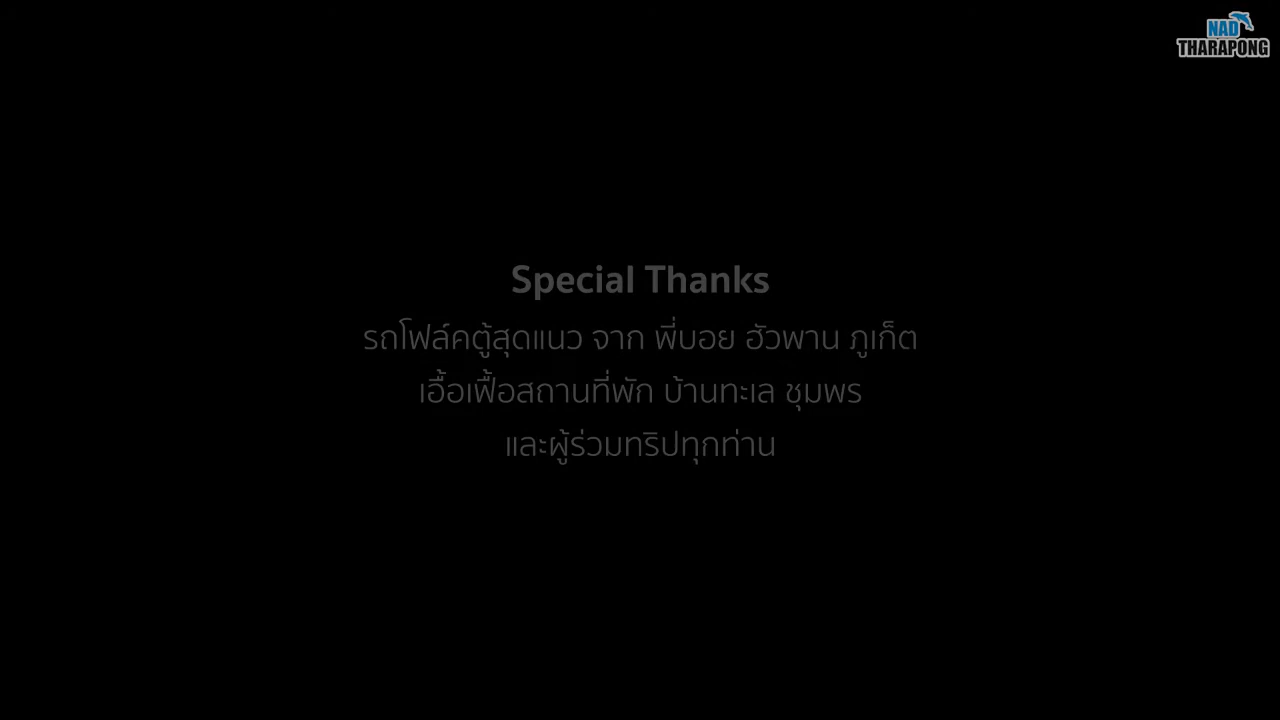 NAD
THARAPONG
Special Thanks
รถโฟล์คตู้สุดแนว จาก พี่บอย ฮัวพาน ภูเก็ต
เอื้อเฟื้อสถานที่พัก บ้านทะเล ชุมพร
และผู้ร่วมทริปทุกท่าน